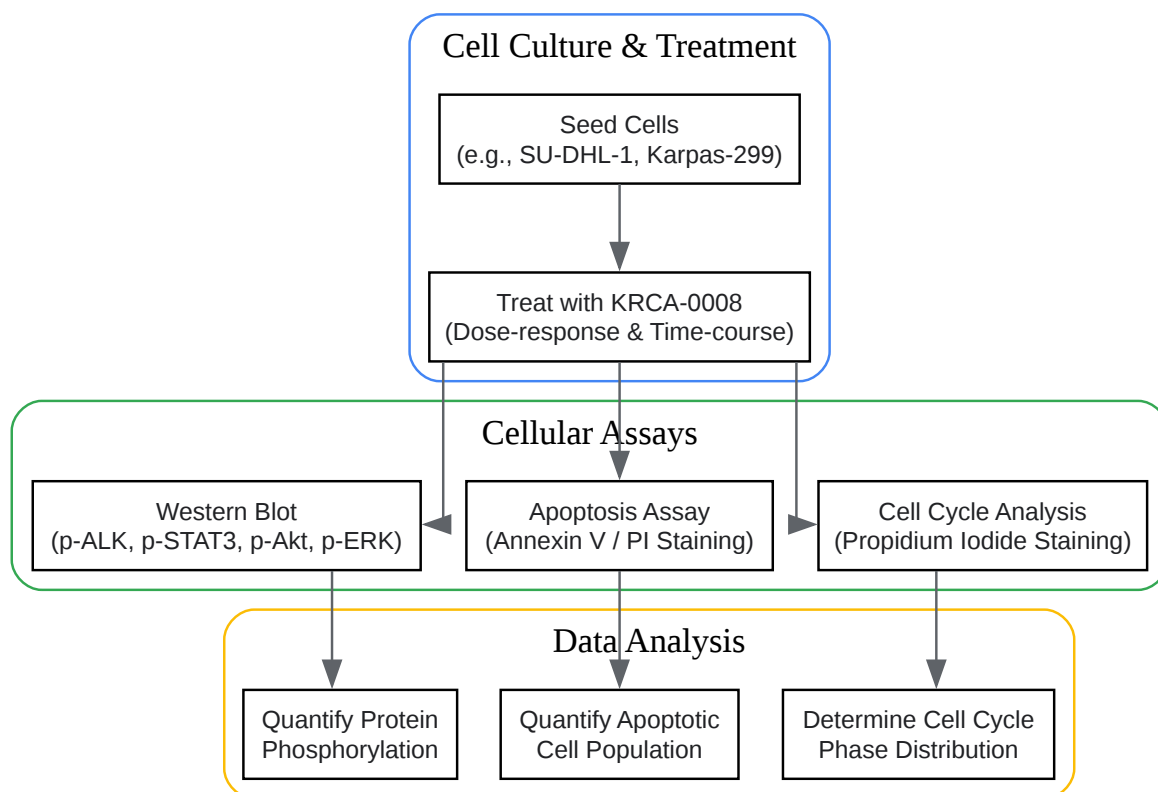 Cell Culture & Treatment
Seed Cells
(e.g., SU-DHL-1, Karpas-299)
Treat with KRCA-0008
(Dose-response & Time-course)
Cellular Assays
Western Blot
(p-ALK, p-STAT3, p-Akt, p-ERK)
Apoptosis Assay
(Annexin V / PI Staining)
Cell Cycle Analysis
(Propidium Iodide Staining)
Data Analysis
Quantify Protein
Phosphorylation
Quantify Apoptotic
Cell Population
Determine Cell Cycle
Phase Distribution